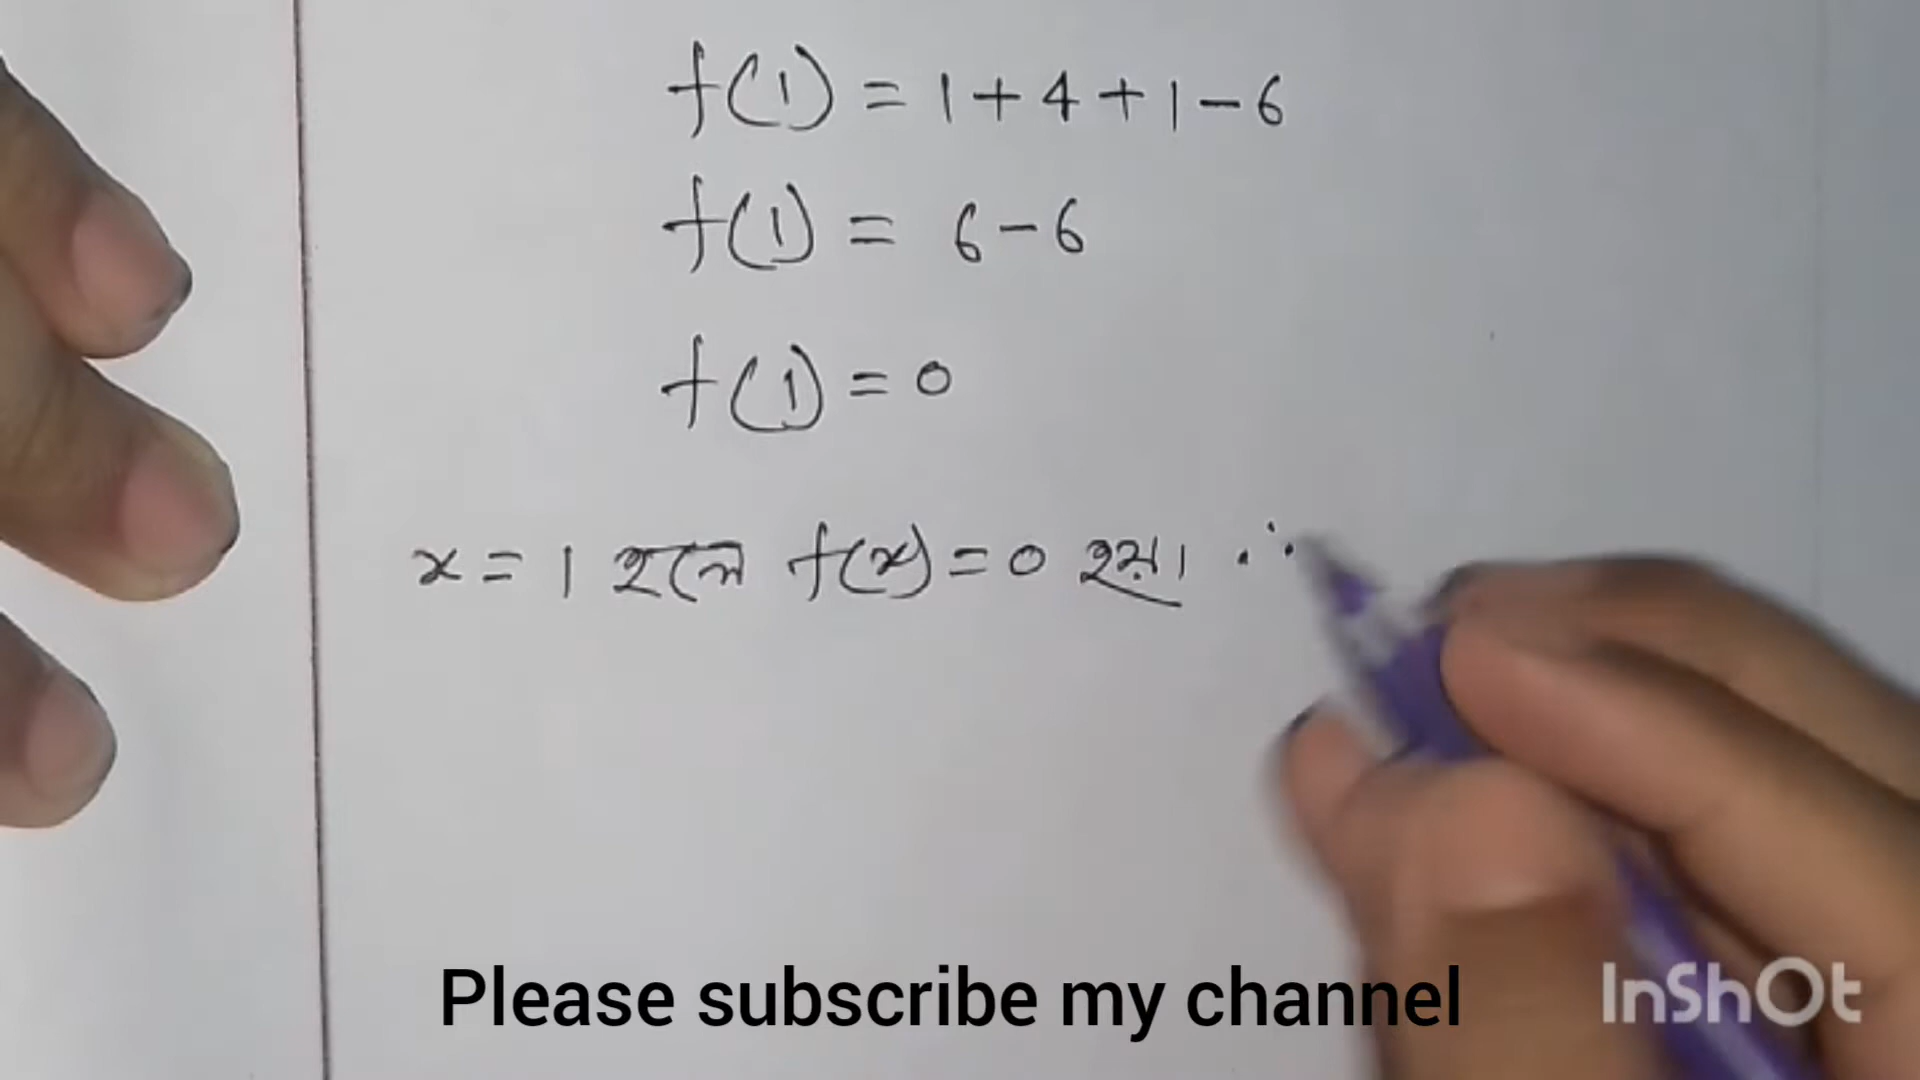 f(1) = 1 + 4 + 1 - 6
f(1) = 6 - 6
f(1) = 0
x = 1 হলে f(x) = 0 হয়। ∴
Please subscribe my channel
InShOt